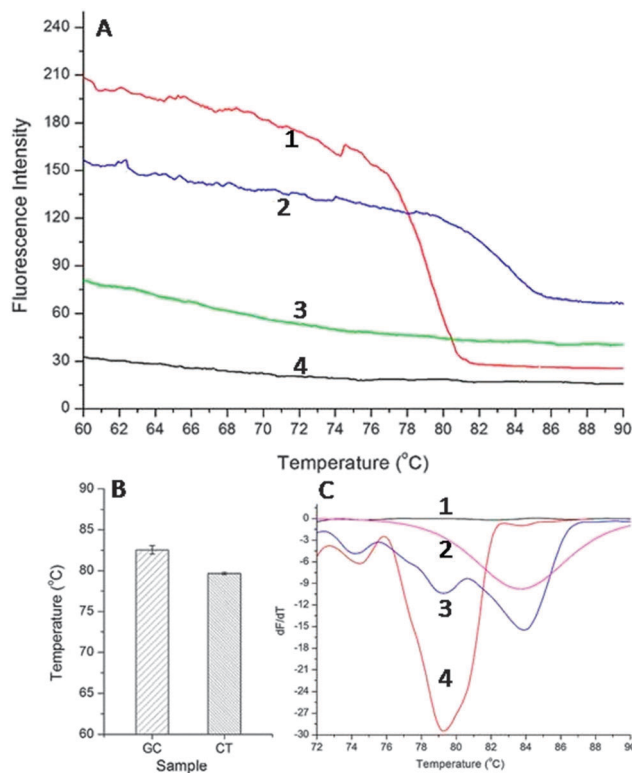 A
240
210
180
150
120
90
60
30
0
Fluorescence Intensity
1
2
3
4
60 62 64 66 68 70 72 74 76 78 80 82 84 86 88 90
Temperature (°C)
B
90
85
80
75
70
65
60
Temperature (°C)
GC CT
Sample
C
0
-3
-6
-9
-12
-15
-18
-21
-24
-27
-30
dF/dT
1
2
3
4
72 74 76 78 80 82 84 86 88 90
Temperature (°C)